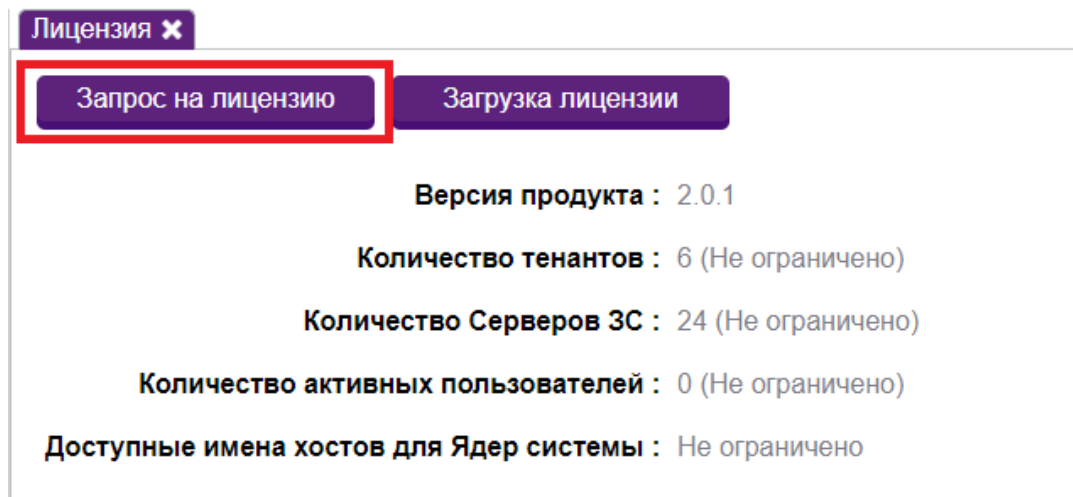 Лицензия ✖
Запрос на лицензию Загрузка лицензии
Версия продукта : 2.0.1
Количество тенантов : 6 (Не ограничено)
Количество Серверов ЗС : 24 (Не ограничено)
Количество активных пользователей : 0 (Не ограничено)
Доступные имена хостов для Ядер системы : Не ограничено